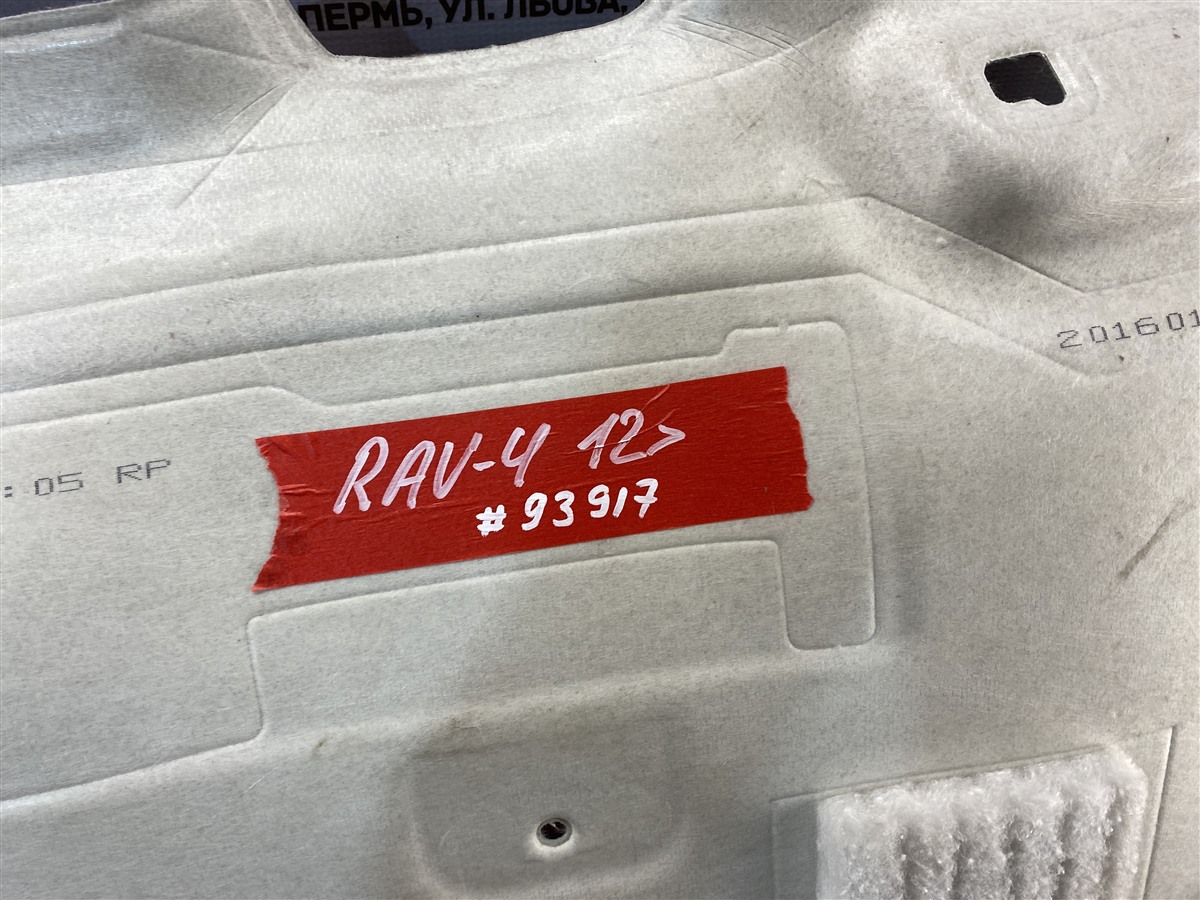 ПЕРМЬ, УЛ. ЛЬВОВА,
201601
: 05 RP
RAV-4 12>
#93917